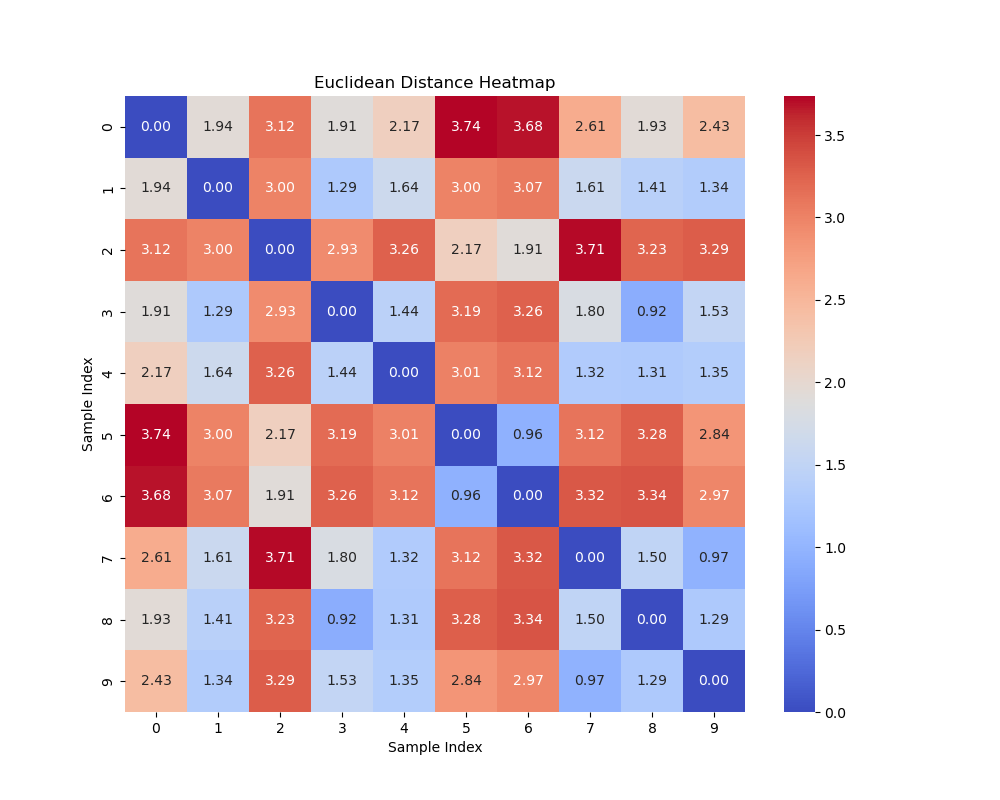 Euclidean Distance Heatmap
0 0.00 1.94 3.12 1.91 2.17 3.74 3.68 2.61 1.93 2.43
1 1.94 0.00 3.00 1.29 1.64 3.00 3.07 1.61 1.41 1.34
2 3.12 3.00 0.00 2.93 3.26 2.17 1.91 3.71 3.23 3.29
3 1.91 1.29 2.93 0.00 1.44 3.19 3.26 1.80 0.92 1.53
4 2.17 1.64 3.26 1.44 0.00 3.01 3.12 1.32 1.31 1.35
5 3.74 3.00 2.17 3.19 3.01 0.00 0.96 3.12 3.28 2.84
6 3.68 3.07 1.91 3.26 3.12 0.96 0.00 3.32 3.34 2.97
7 2.61 1.61 3.71 1.80 1.32 3.12 3.32 0.00 1.50 0.97
8 1.93 1.41 3.23 0.92 1.31 3.28 3.34 1.50 0.00 1.29
9 2.43 1.34 3.29 1.53 1.35 2.84 2.97 0.97 1.29 0.00
0 1 2 3 4 5 6 7 8 9
Sample Index
Sample Index
3.5
3.0
2.5
2.0
1.5
1.0
0.5
0.0